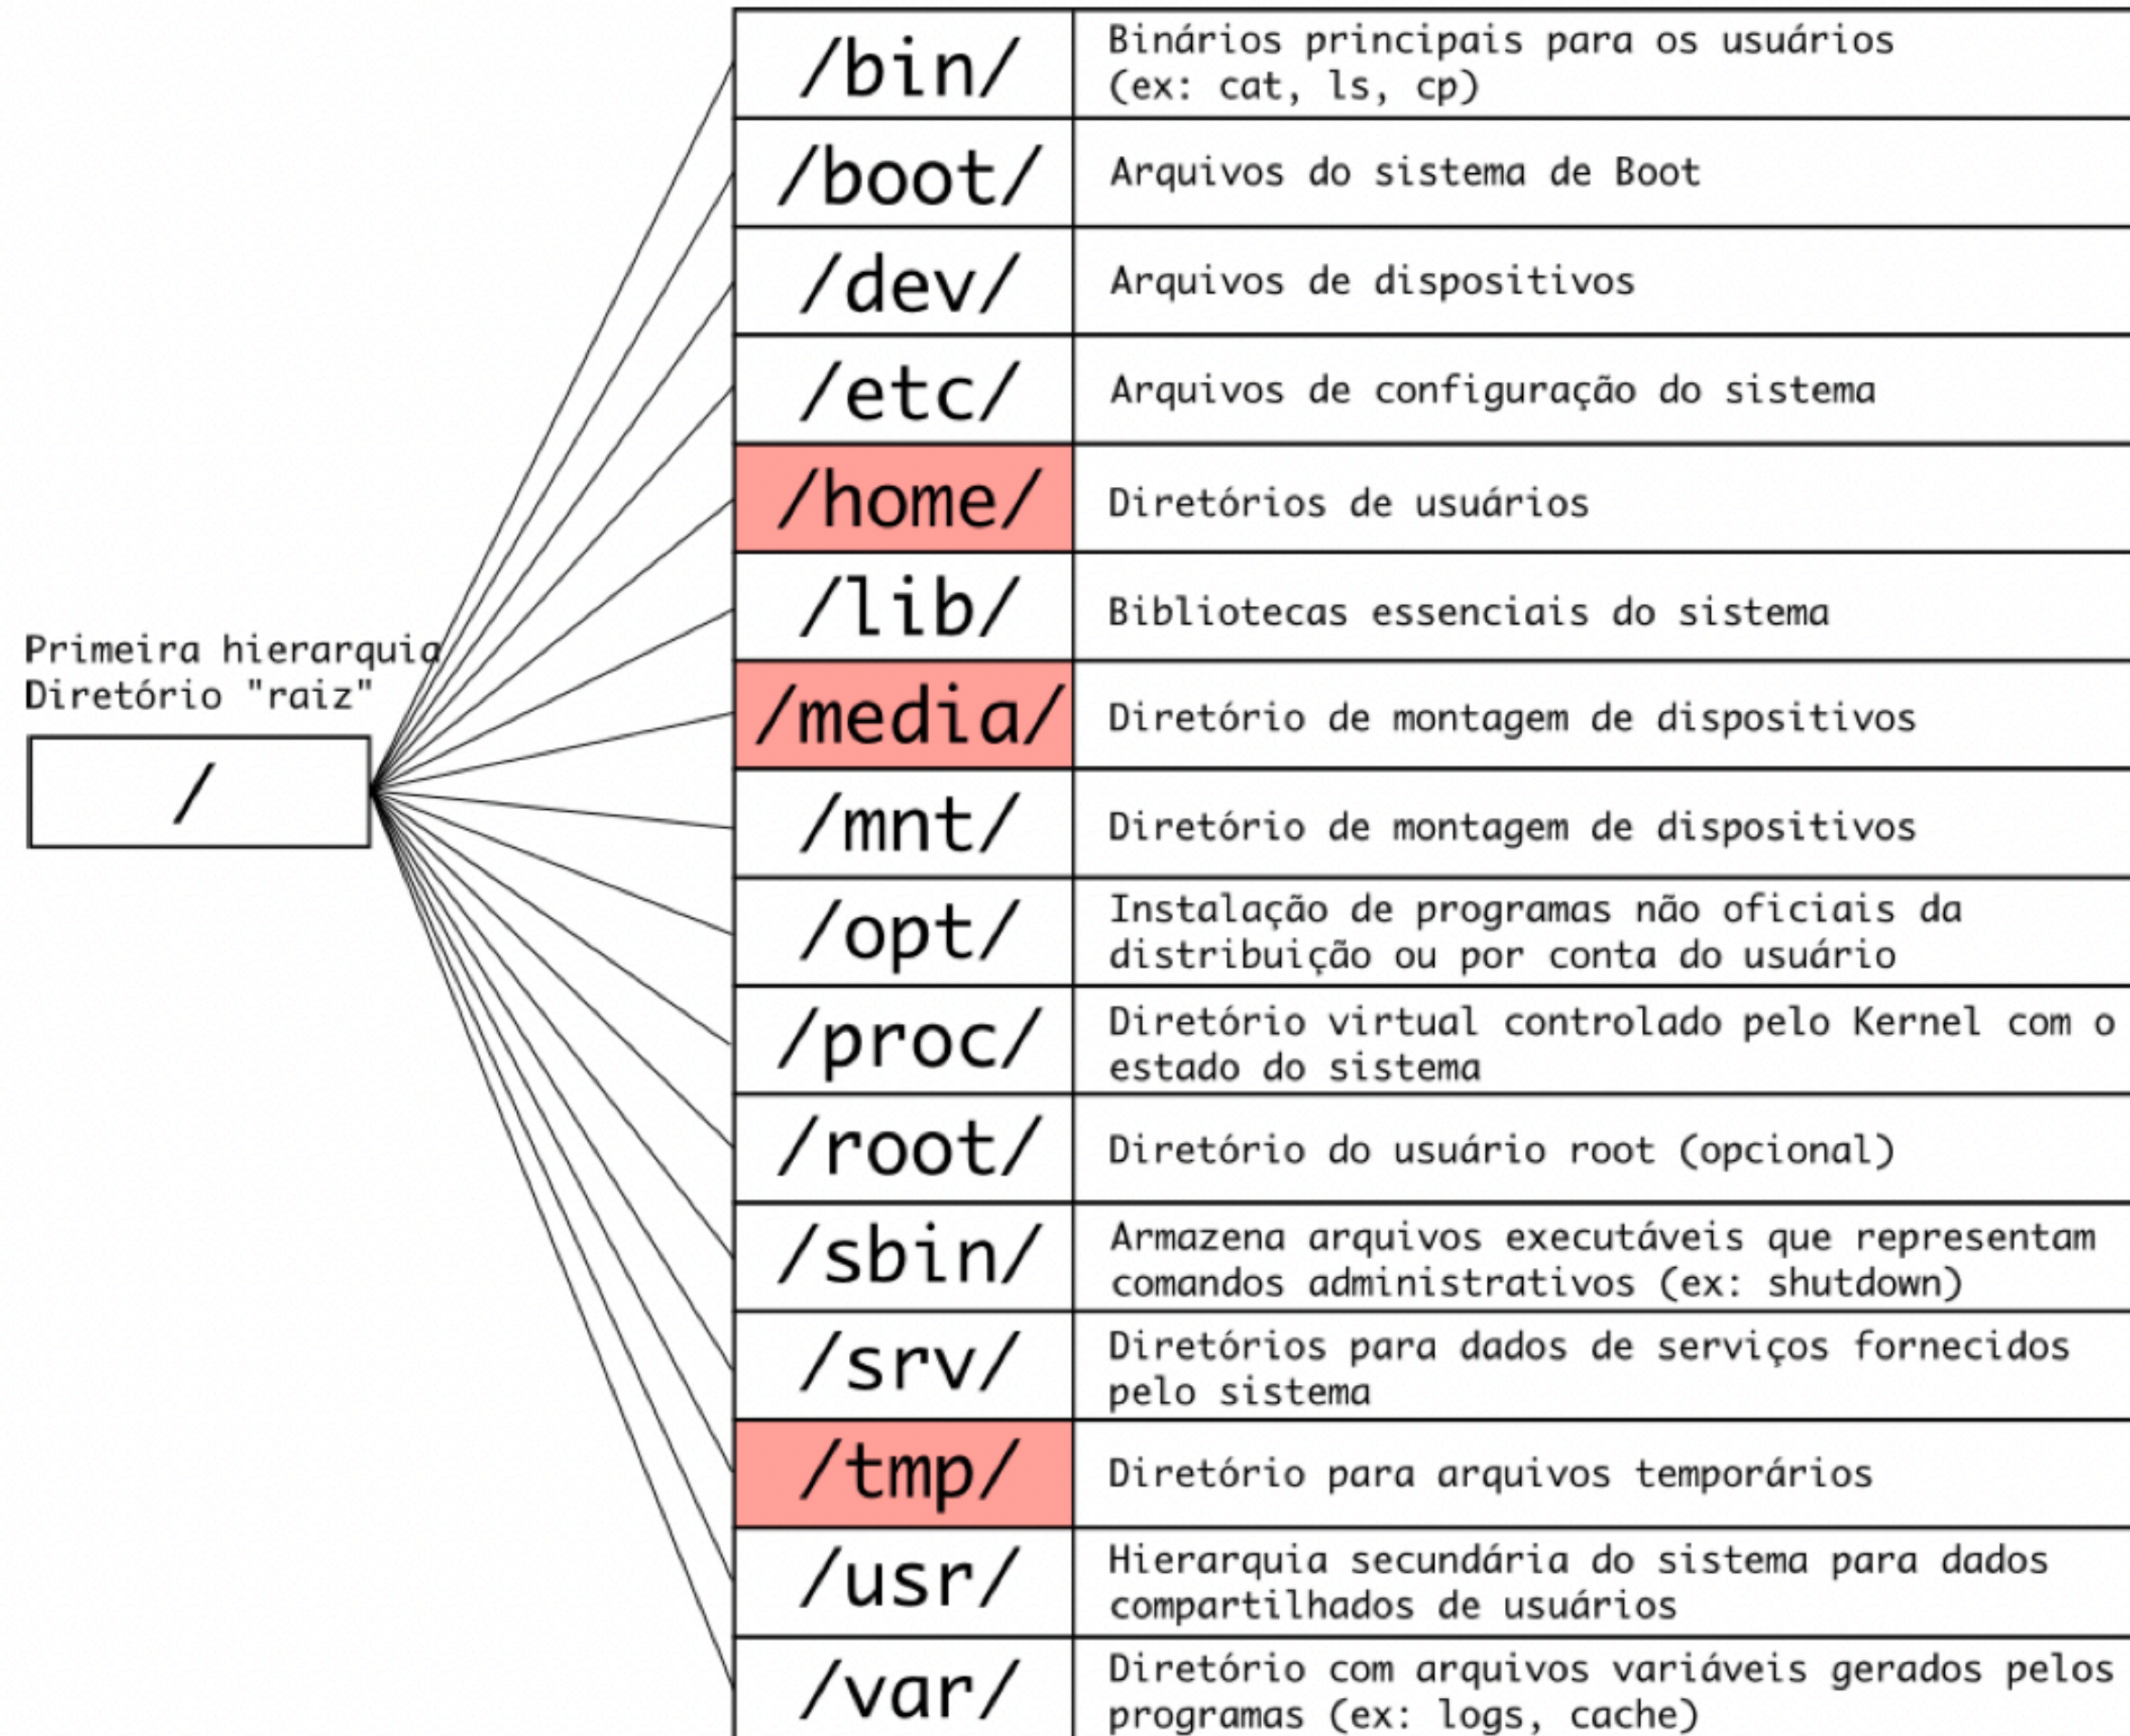 /bin/
Binários principais para os usuários
(ex: cat, ls, cp)
/boot/
Arquivos do sistema de Boot
/dev/
Arquivos de dispositivos
/etc/
Arquivos de configuração do sistema
/home/
Diretórios de usuários
/lib/
Bibliotecas essenciais do sistema
Primeira hierarquia
Diretório "raiz"
/
/media/
Diretório de montagem de dispositivos
/mnt/
Diretório de montagem de dispositivos
/opt/
Instalação de programas não oficiais da
distribuição ou por conta do usuário
/proc/
Diretório virtual controlado pelo Kernel com o
estado do sistema
/root/
Diretório do usuário root (opcional)
/sbin/
Armazena arquivos executáveis que representam
comandos administrativos (ex: shutdown)
/srv/
Diretórios para dados de serviços fornecidos
pelo sistema
/tmp/
Diretório para arquivos temporários
/usr/
Hierarquia secundária do sistema para dados
compartilhados de usuários
/var/
Diretório com arquivos variáveis gerados pelos
programas (ex: logs, cache)